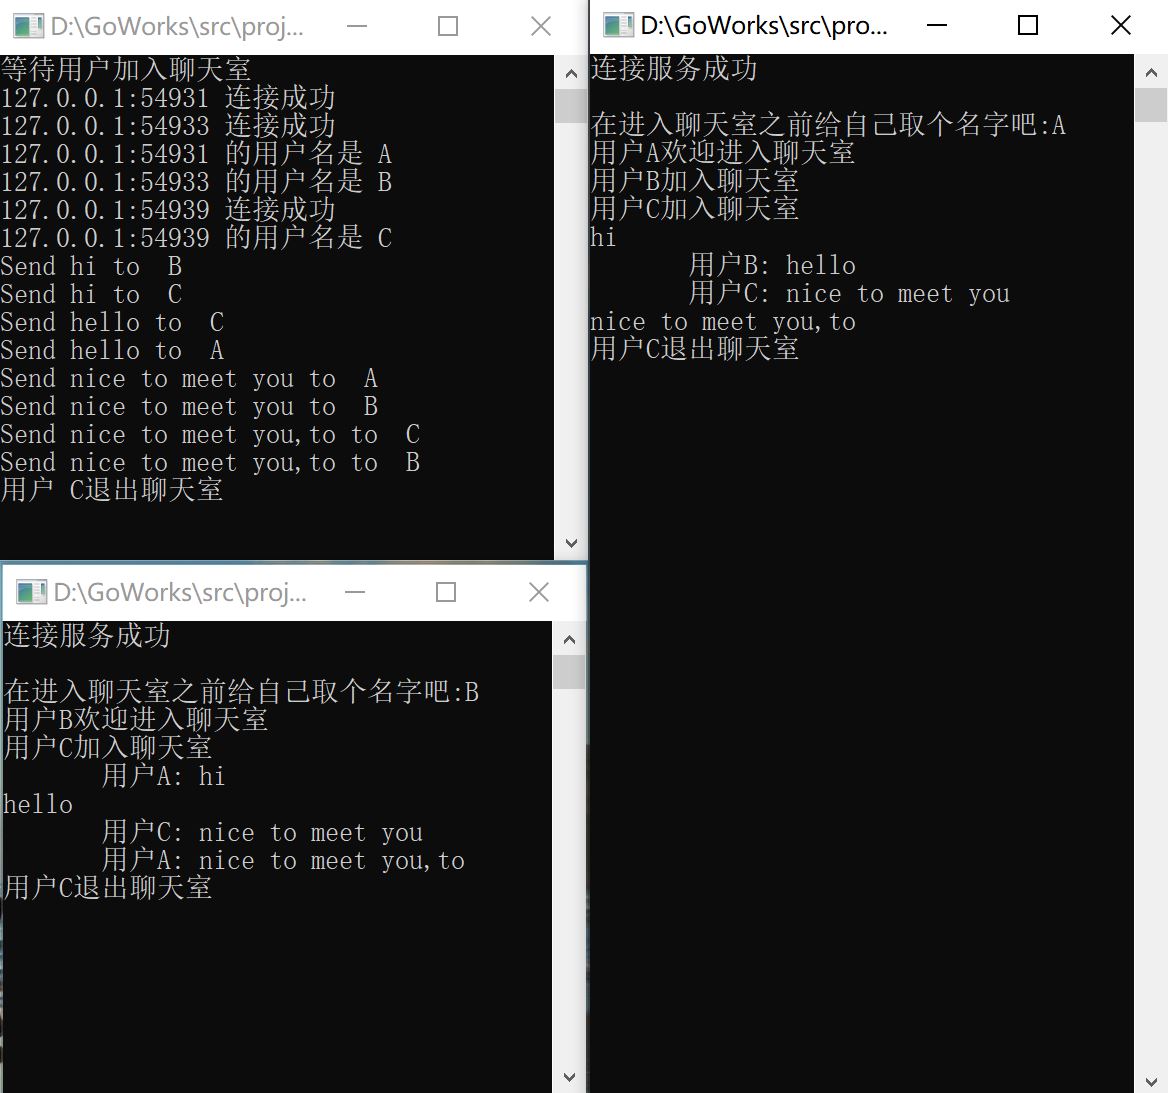 D:\GoWorks\src\proj...
等待用户加入聊天室
127.0.0.1:54931 连接成功
127.0.0.1:54933 连接成功
127.0.0.1:54931 的用户名是 A
127.0.0.1:54933 的用户名是 B
127.0.0.1:54939 连接成功
127.0.0.1:54939 的用户名是 C
Send hi to  B
Send hi to  C
Send hello to  C
Send hello to  A
Send nice to meet you to  A
Send nice to meet you to  B
Send nice to meet you,to to  C
Send nice to meet you,to to  B
用户 C退出聊天室
D:\GoWorks\src\proj...
连接服务成功
在进入聊天室之前给自己取个名字吧:B
用户B欢迎进入聊天室
用户C加入聊天室
用户A: hi
hello
用户C: nice to meet you
用户A: nice to meet you,to
用户C退出聊天室
D:\GoWorks\src\pro...
连接服务成功
在进入聊天室之前给自己取个名字吧:A
用户A欢迎进入聊天室
用户B加入聊天室
用户C加入聊天室
hi
用户B: hello
用户C: nice to meet you
nice to meet you,to
用户C退出聊天室